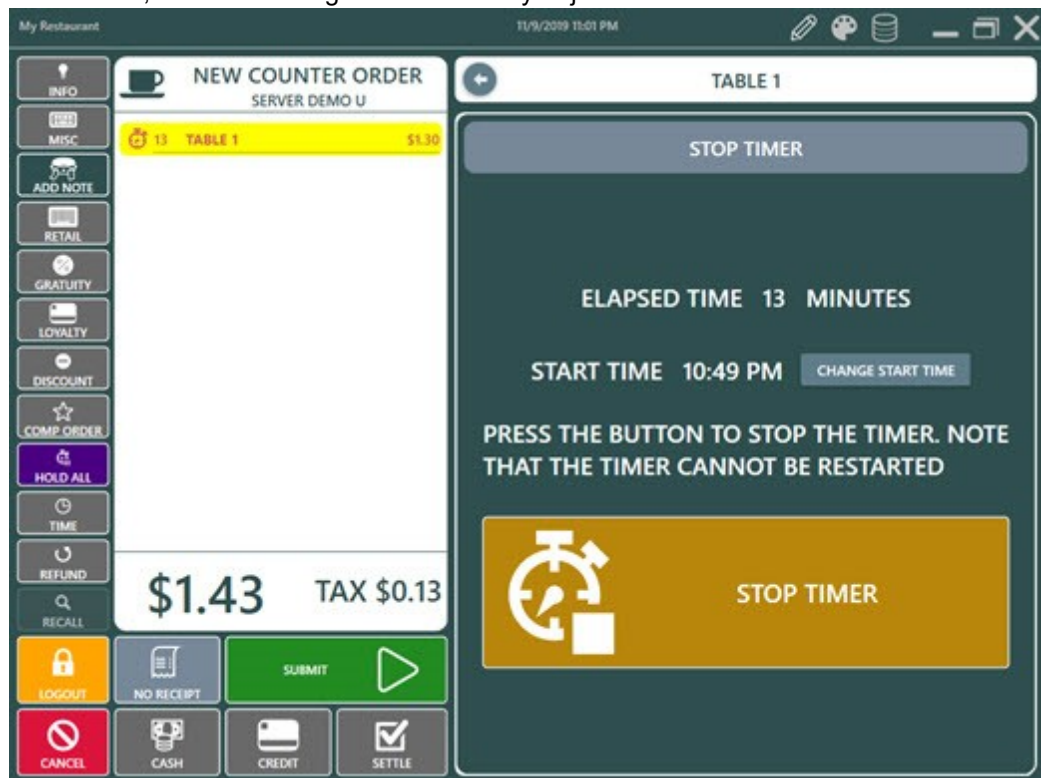 My Restaurant
11/9/2019 11:01 PM
INFO
MISC
ADD NOTE
RETAIL
GRATUITY
LOYALTY
DISCOUNT
COMP ORDER
HOLD ALL
TIME
REFUND
RECALL
LOGOUT
CANCEL
NEW COUNTER ORDER
SERVER DEMO U
13 TABLE 1 $1.30
$1.43 TAX $0.13
NO RECEIPT
SUBMIT
CASH
CREDIT
SETTLE
TABLE 1
STOP TIMER
ELAPSED TIME 13 MINUTES
START TIME 10:49 PM CHANGE START TIME
PRESS THE BUTTON TO STOP THE TIMER. NOTE
THAT THE TIMER CANNOT BE RESTARTED
STOP TIMER